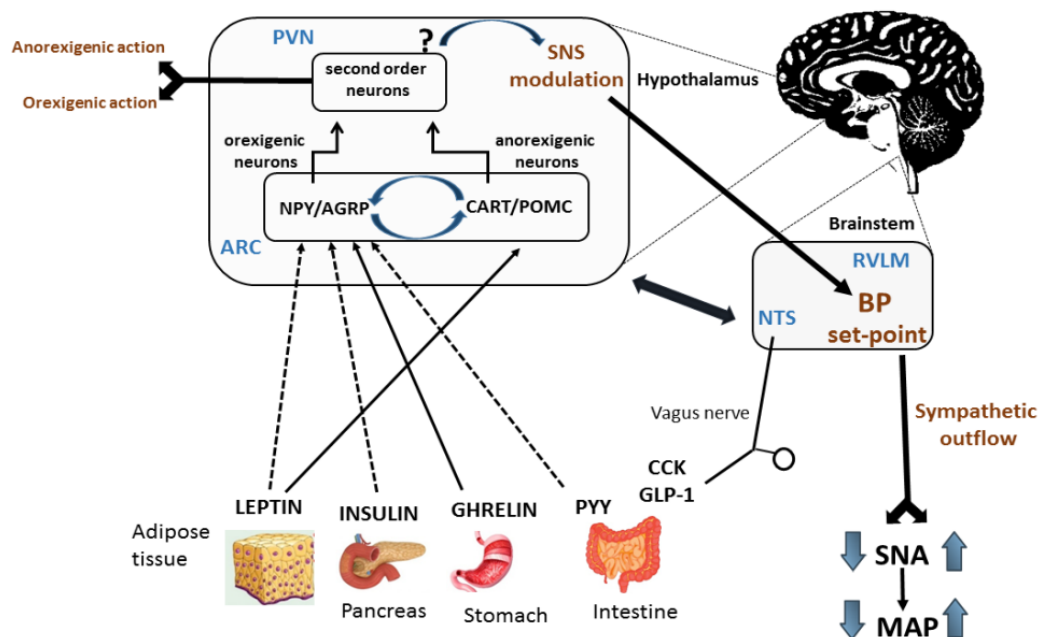 PVN
Anorexigenic action
Orexigenic action
?
second order
neurons
SNS
modulation
Hypothalamus
orexigenic
neurons
anorexigenic
neurons
NPY/AGRP
CART/POMC
ARC
Brainstem
RVLM
BP
set-point
NTS
Vagus nerve
Sympathetic
outflow
CCK
GLP-1
LEPTIN
INSULIN
GHRELIN
PYY
Adipose
tissue
Pancreas
Stomach
Intestine
SNA
MAP